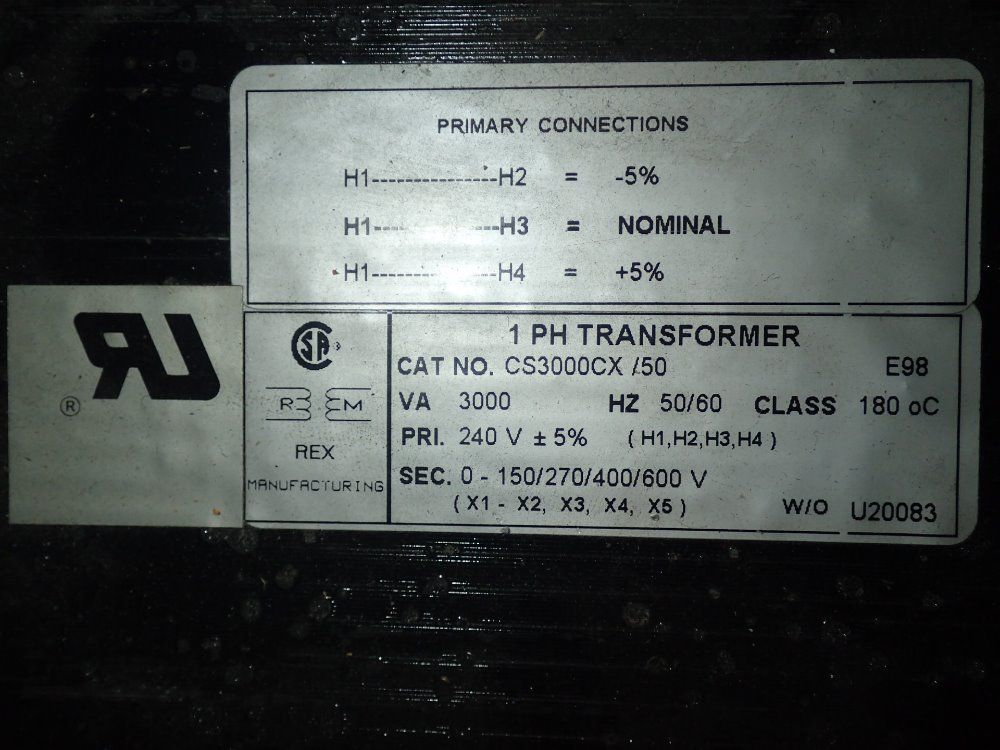 PRIMARY CONNECTIONS
H1---------------H2 = -5%
H1---- ---H3 = NOMINAL
H1---------------H4 = +5%
RU
®
SA
R E M
REX
MANUFACTURING
1 PH TRANSFORMER
CAT NO. CS3000CX /50 E98
VA 3000 HZ 50/60 CLASS 180 oC
PRI. 240 V ± 5% ( H1,H2,H3,H4 )
SEC. 0 - 150/270/400/600 V
( X1 - X2, X3, X4, X5 ) W/O U20083